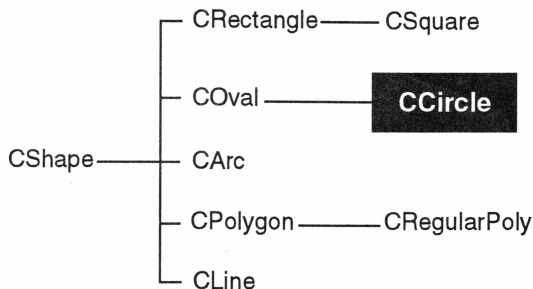 CRectangle CSquare
COval CCircle
CShape CArc
CPolygon CRegularPoly
CLine